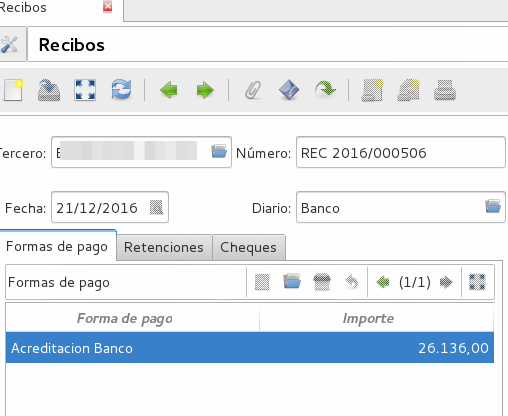 Recibos
Recibos
Tercero: Número: REC 2016/000506
Fecha: 21/12/2016 Diario: Banco
Formas de pago Retenciones Cheques
Formas de pago (1/1)
Forma de pago Importe
Acreditacion Banco 26.136,00